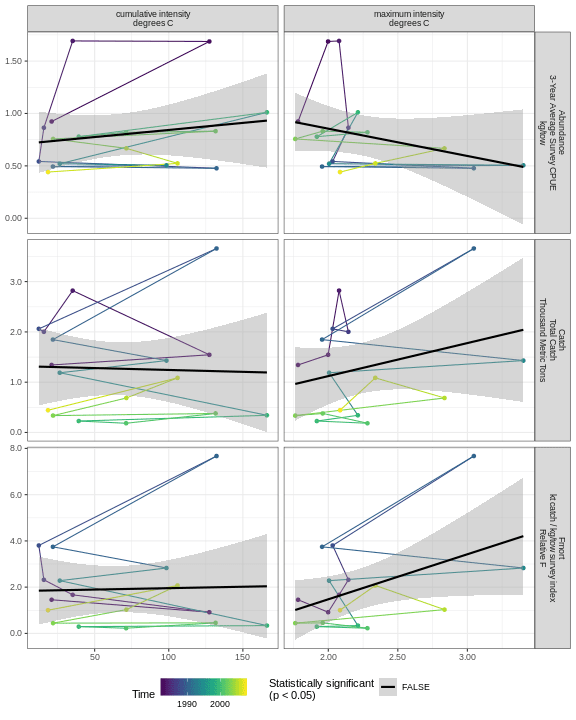 cumulative intensity
degrees C
maximum intensity
degrees C
1.50
1.00
0.50
0.00
Abundance
3-Year Average Survey CPUE
kg/tow
3.0
2.0
1.0
0.0
Catch
Total Catch
Thousand Metric Tons
8.0
6.0
4.0
2.0
0.0
Fmort
kt catch / kg/tow survey index
Relative F
50
100
150
2.00
2.50
3.00
Time
1990
2000
Statistically significant
(p < 0.05)
FALSE